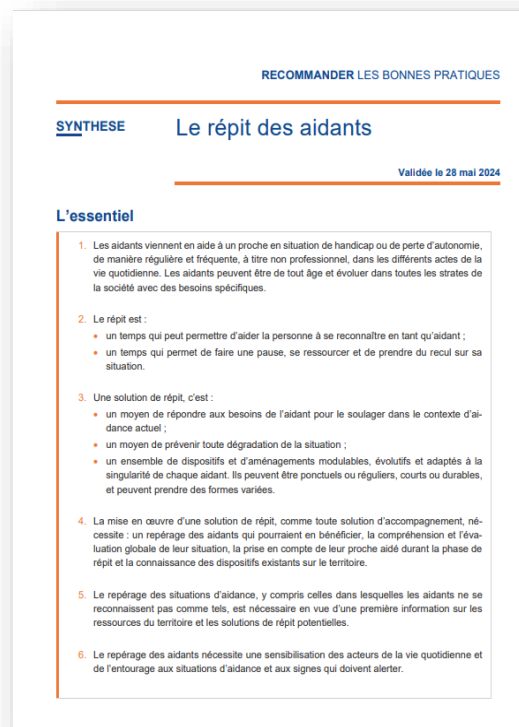 RECOMMANDER LES BONNES PRATIQUES
SYNTHESE
Le répit des aidants
Validée le 28 mai 2024
L'essentiel
1. Les aidants viennent en aide à un proche en situation de handicap ou de perte d'autonomie,
de manière régulière et fréquente, à titre non professionnel, dans les différents actes de la
vie quotidienne. Les aidants peuvent être de tout âge et évoluer dans toutes les strates de
la société avec des besoins spécifiques.
2. Le répit est :
• un temps qui peut permettre d'aider la personne à se reconnaître en tant qu'aidant ;
• un temps qui permet de faire une pause, se ressourcer et de prendre du recul sur sa
situation.
3. Une solution de répit, c'est :
• un moyen de répondre aux besoins de l'aidant pour le soulager dans le contexte d'ai-
dance actuel ;
• un moyen de prévenir toute dégradation de la situation ;
• un ensemble de dispositifs et d'aménagements modulables, évolutifs et adaptés à la
singularité de chaque aidant. Ils peuvent être ponctuels ou réguliers, courts ou durables,
et peuvent prendre des formes variées.
4. La mise en œuvre d'une solution de répit, comme toute solution d'accompagnement, né-
cessite : un repérage des aidants qui pourraient en bénéficier, la compréhension et l'éva-
luation globale de leur situation, la prise en compte de leur proche aidé durant la phase de
répit et la connaissance des dispositifs existants sur le territoire.
5. Le repérage des situations d'aidance, y compris celles dans lesquelles les aidants ne se
reconnaissent pas comme tels, est nécessaire en vue d'une première information sur les
ressources du territoire et les solutions de répit potentielles.
6. Le repérage des aidants nécessite une sensibilisation des acteurs de la vie quotidienne et
de l'entourage aux situations d'aidance et aux signes qui doivent alerter.